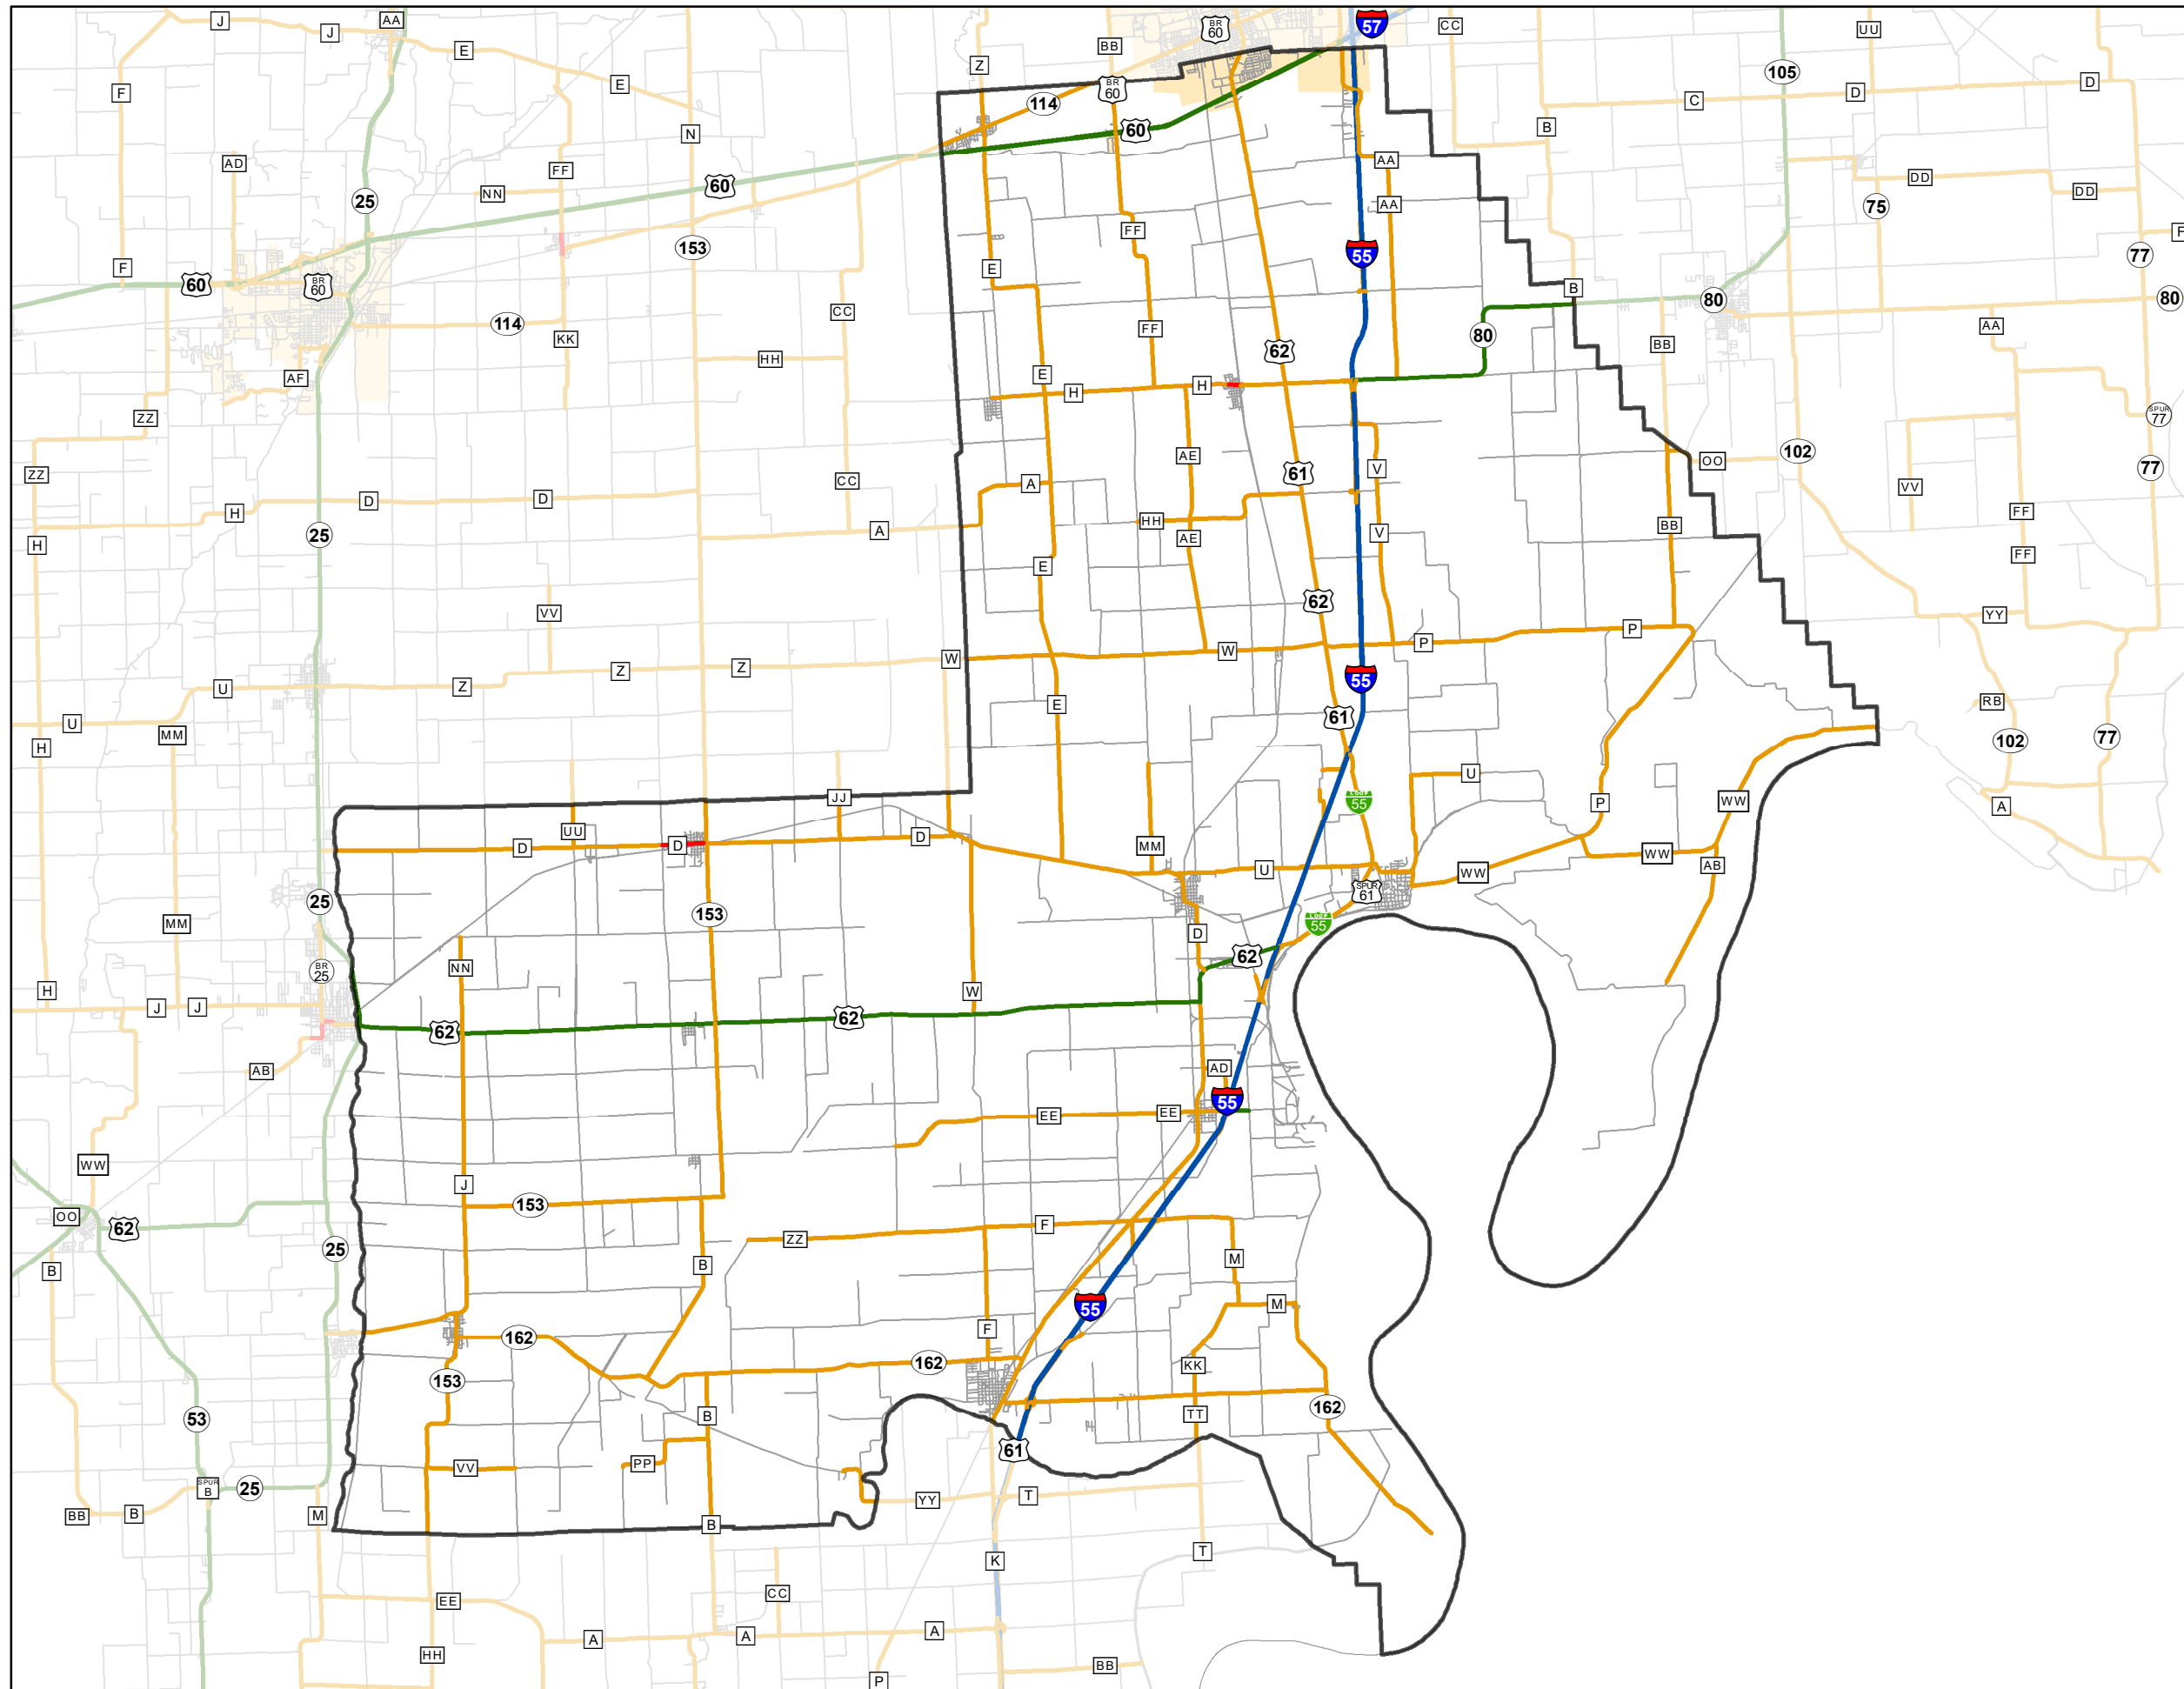 J
J
AA
E
E
F
Z
BB
BR
60
57
CC
UU
105
D
D
C
B
BR
60
114
60
N
AD
FF
NN
25
60
153
AA
AA
DD
DD
75
F
77
F
60
BR
60
E
FF
55
B
80
80
114
KK
CC
HH
AF
ZZ
FF
62
80
BB
AA
E
H
H
SPUR
77
ZZ
H
D
D
CC
A
A
AE
61
V
OO
102
77
VV
H
25
HH
AE
V
BB
FF
FF
E
VV
62
YY
U
Z
Z
Z
W
W
P
P
U
MM
H
E
55
61
RB
102
77
JJ
U
LOOP
55
P
WW
A
UU
D
D
D
MM
U
WW
WW
AB
25
MM
153
SPUR
61
LOOP
55
D
62
BR
25
NN
H
J
J
W
62
62
AB
AD
55
EE
EE
WW
J
153
OO
62
25
ZZ
F
B
B
M
55
M
F
162
162
KK
153
53
B
TT
162
61
VV
PP
SPUR
B
25
YY
T
BB
B
M
B
K
T
EE
CC
A
A
A
HH
BB
P